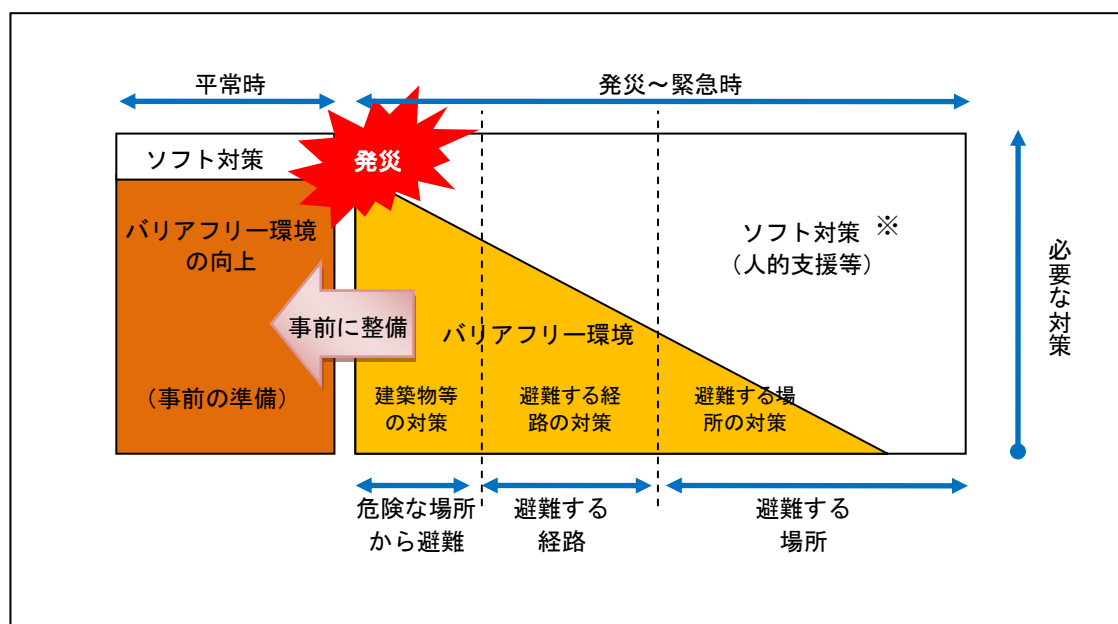 平常時
発災～緊急時
ソフト対策
発災
バリアフリー環境
の向上
ソフト対策 ※
（人的支援等）
必要な対策
事前に整備
バリアフリー環境
（事前の準備）
建築物等
の対策
避難する経
路の対策
避難する場
所の対策
危険な場所
から避難
避難する
経路
避難する
場所